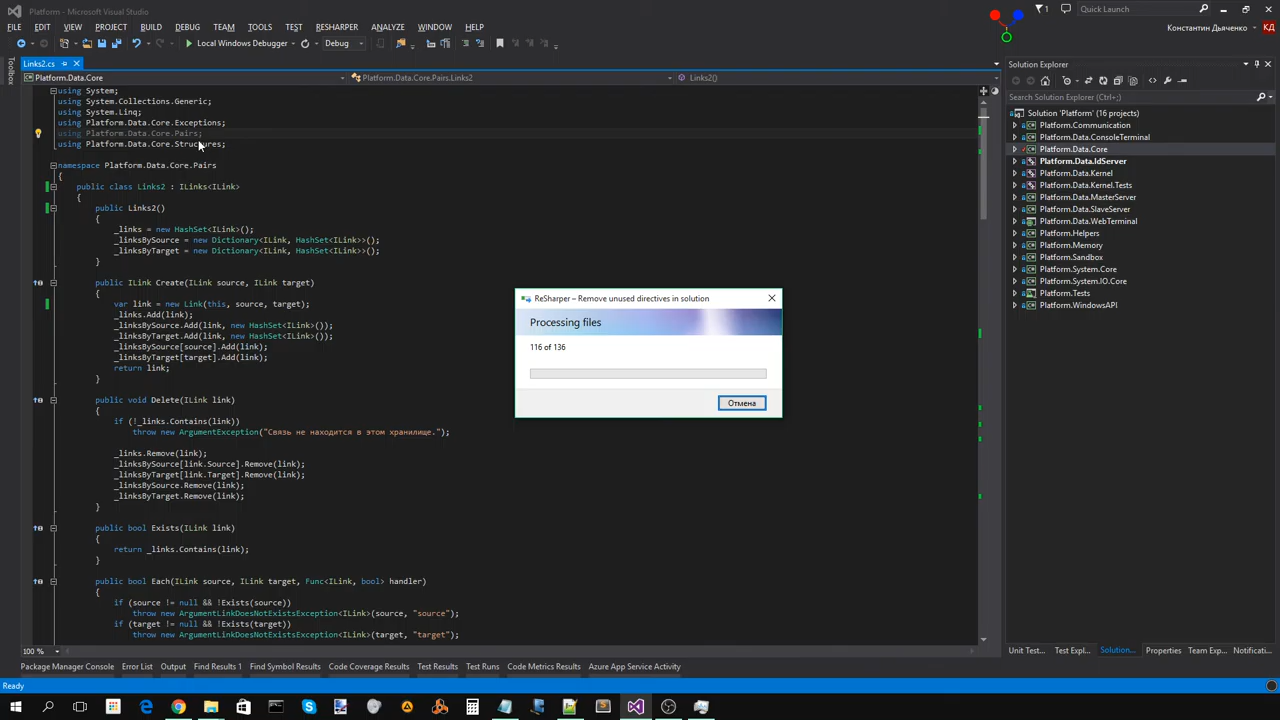 Platform - Microsoft Visual Studio
1
Quick Launch (Ctrl+Q)
FILE EDIT VIEW PROJECT BUILD DEBUG TEAM TOOLS TEST RESHARPER ANALYZE WINDOW HELP
Константин Дьяченко КД
Local Windows Debugger Debug
Toolbox
Links2.cs
Platform.Data.Core
Platform.Data.Core.Pairs.Links2
Links2()
using System;
using System.Collections.Generic;
using System.Linq;
using Platform.Data.Core.Exceptions;
using Platform.Data.Core.Pairs;
using Platform.Data.Core.Structures;
namespace Platform.Data.Core.Pairs
{
public class Links2 : ILinks<ILink>
{
public Links2()
{
_links = new HashSet<ILink>();
_linksBySource = new Dictionary<ILink, HashSet<ILink>>();
_linksByTarget = new Dictionary<ILink, HashSet<ILink>>();
}
public ILink Create(ILink source, ILink target)
{
var link = new Link(this, source, target);
_links.Add(link);
_linksBySource.Add(link, new HashSet<ILink>());
_linksByTarget.Add(link, new HashSet<ILink>());
_linksBySource[source].Add(link);
_linksByTarget[target].Add(link);
return link;
}
public void Delete(ILink link)
{
if (!_links.Contains(link))
throw new ArgumentException("Связь не находится в этом хранилище.");
_links.Remove(link);
_linksBySource[link.Source].Remove(link);
_linksByTarget[link.Target].Remove(link);
_linksBySource.Remove(link);
_linksByTarget.Remove(link);
}
public bool Exists(ILink link)
{
return _links.Contains(link);
}
public bool Each(ILink source, ILink target, Func<ILink, bool> handler)
{
if (source != null && !Exists(source))
throw new ArgumentLinkDoesNotExistsException<ILink>(source, "source");
if (target != null && !Exists(target))
throw new ArgumentLinkDoesNotExistsException<ILink>(target, "target");
100 %
ReSharper – Remove unused directives in solution
Processing files
116 of 136
Отмена
Solution Explorer
Search Solution Explorer (Ctrl+;)
Solution 'Platform' (16 projects)
Platform.Communication
Platform.Data.ConsoleTerminal
Platform.Data.Core
Platform.Data.IdServer
Platform.Data.Kernel
Platform.Data.Kernel.Tests
Platform.Data.MasterServer
Platform.Data.SlaveServer
Platform.Data.WebTerminal
Platform.Helpers
Platform.Memory
Platform.Sandbox
Platform.System.Core
Platform.System.IO.Core
Platform.Tests
Platform.WindowsAPI
Unit Test... Test Expl... Solution... Properties Team Exp... Notificati...
Package Manager Console Error List Output Find Results 1 Find Symbol Results Code Coverage Results Test Results Test Runs Code Metrics Results Azure App Service Activity
Ready